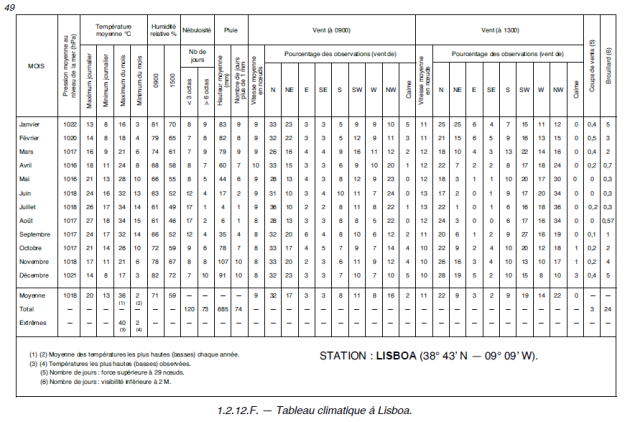 49
MOIS
Pression moyenne au niveau de la mer (hPa)
Température moyenne °C
Humidité relative %
Nébulosité
Pluie
Vent (à 0900)
Vent (à 1300)
Coups de vents (5)
Brouillard (6)
Maximum journalier
Minimum journalier
Maximum du mois
Minimum du mois
0900
1500
Nb de jours
< 3 octas
> 6 octas
Hauteur moyenne (mm)
Nombre de jours plus de 1 mm
Vitesse moyenne en nœuds
Pourcentage des observations (vent de)
N NE E SE S SW W NW Calme
Vitesse moyenne en nœuds
Pourcentage des observations (vent de)
N NE E SE S SW W NW Calme
Janvier 1022 13 8 16 3 81 70 8 9 83 9 9 33 23 3 3 5 9 9 10 5 11 25 25 6 4 7 15 11 12 0 0,4 5
Février 1020 14 8 18 4 79 65 7 8 82 8 9 32 22 3 3 5 12 9 11 3 11 21 15 6 5 9 16 13 15 0 0,5 3
Mars 1017 16 9 21 6 74 61 7 9 79 9 9 26 16 4 4 9 16 11 12 2 12 18 10 4 3 13 22 14 16 0 0,4 2
Avril 1016 18 11 24 8 68 58 8 7 60 7 10 33 15 3 3 6 9 10 20 1 12 22 7 2 2 8 17 18 24 0 0,2 0,7
Mai 1016 21 13 28 10 66 55 8 5 44 6 9 28 13 4 3 8 12 9 23 0 12 18 3 1 1 10 20 17 30 0 0,3
Juin 1018 24 16 32 13 63 52 12 4 17 2 9 31 10 3 4 10 11 7 24 0 13 17 2 0 1 9 17 20 34 0 0,3
Juillet 1018 26 17 34 14 61 49 17 1 4 1 9 36 10 2 2 8 8 7 28 1 13 22 1 0 1 6 16 18 36 0 0,2 0,3
Août 1017 27 18 34 15 61 46 17 2 6 1 8 28 13 3 3 8 8 5 22 0 12 24 3 0 0 6 17 16 34 0 0,57
Septembre 1017 24 17 32 14 66 52 12 4 35 4 8 32 20 6 4 8 10 6 12 2 11 20 6 1 2 9 27 16 19 0 0,1 1
Octobre 1017 21 14 26 10 72 59 9 6 78 7 8 33 17 4 5 7 9 7 14 4 10 22 9 2 4 10 20 12 18 1 0,2 2
Novembre 1018 17 11 21 6 78 67 8 8 107 10 8 33 20 2 3 6 11 9 12 4 10 26 16 3 4 10 13 10 17 1 0,2 4
Décembre 1021 14 8 17 3 82 72 7 10 91 10 8 32 23 3 3 7 10 7 10 5 10 28 19 5 2 10 15 8 10 3 0,4 5
Moyenne 1018 20 13 36 2 71 59 — — — — 9 32 17 3 3 8 11 8 16 2 11 22 9 3 2 9 19 14 22 0 — —
(1) (2)
Total — — — — — — — 120 73 685 74 — — — — — — — — — — — — — — — — — — — — 3 24
Extrêmes — — — 40 2 — — — — — — — — — — — — — — — — — — — — — — — — — — — —
(3) (4)
(1) (2) Moyenne des températures les plus hautes (basses) chaque année.
(3) (4) Températures les plus hautes (basses) observées.
(5) Nombre de jours : force superieure à 29 nœuds.
(6) Nombre de jours : visibilité inférieure à 2 M.
STATION : LISBOA (38° 43' N — 09° 09' W).
1.2.12.F. — Tableau climatique à Lisboa.